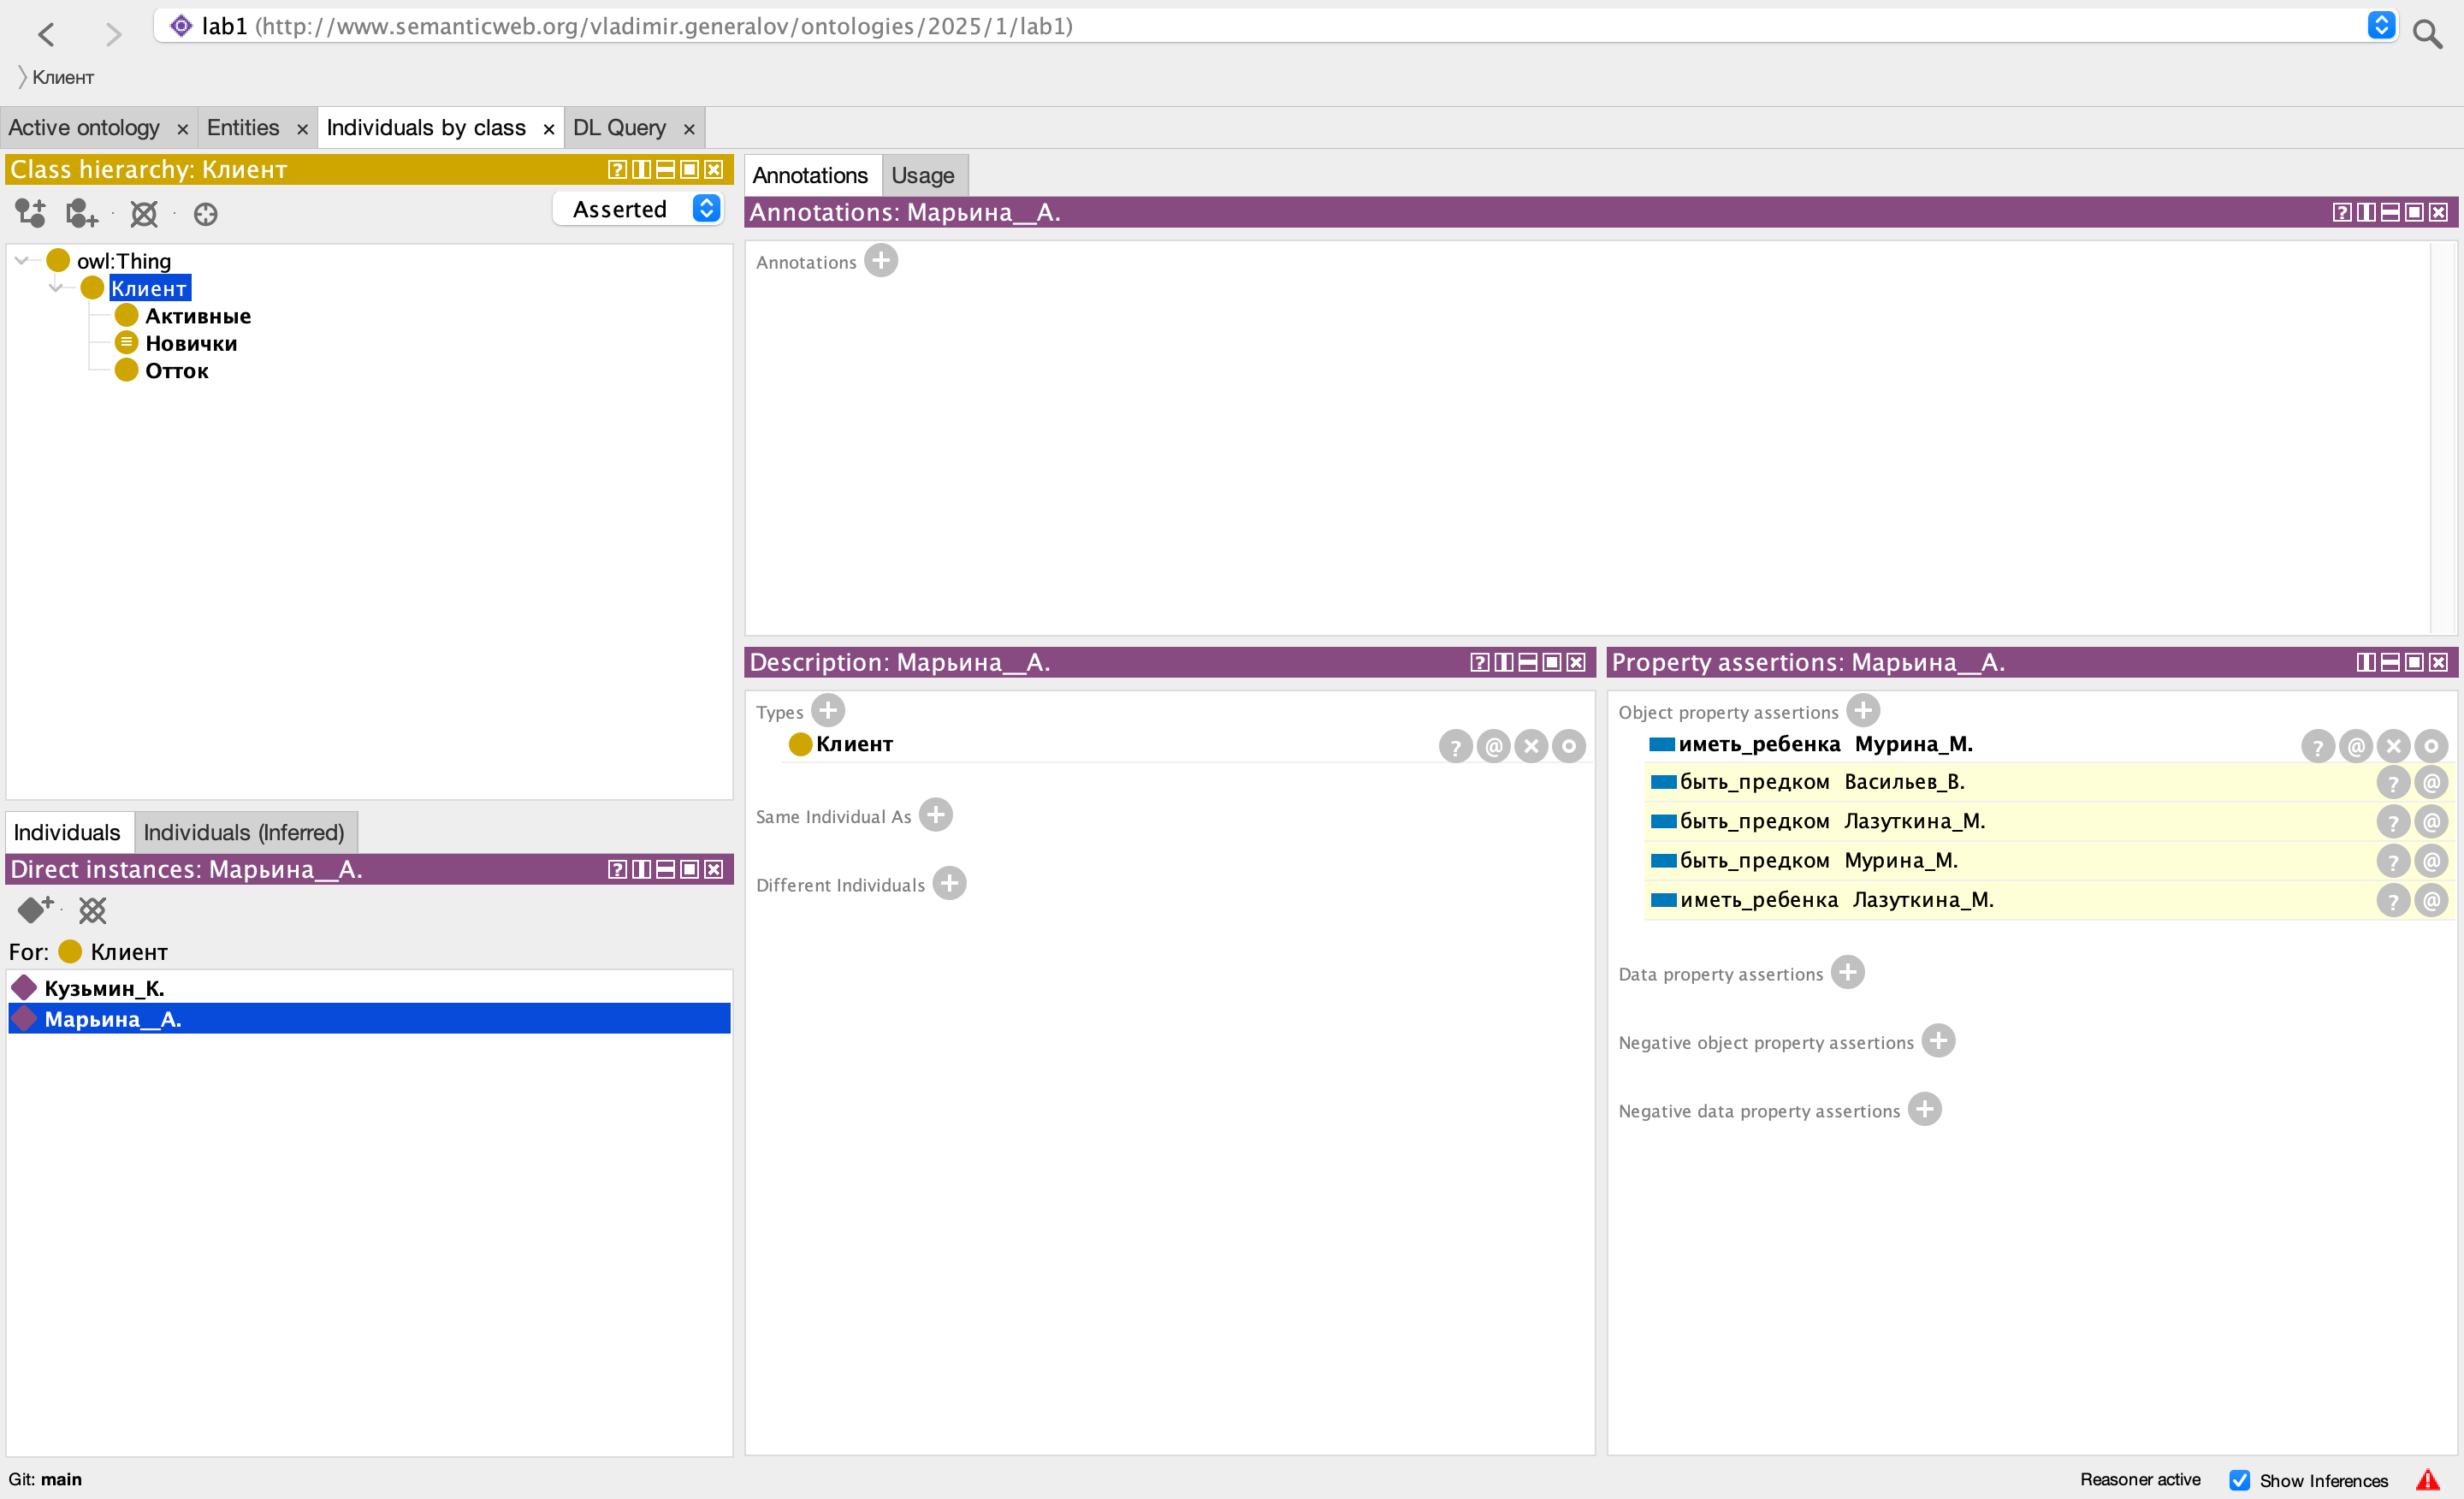 lab1 (http://www.semanticweb.org/vladimir.generalov/ontologies/2025/1/lab1)
Клиент
Active ontology × Entities × Individuals by class × DL Query ×
Class hierarchy: Клиент
Asserted
owl:Thing
Клиент
Активные
Новички
Отток
Annotations Usage
Annotations: Марьина__А.
Annotations
Individuals Individuals (Inferred)
Direct instances: Марьина__А.
For: Клиент
Кузьмин_К.
Марьина__А.
Description: Марьина__А.
Types
Клиент
Same Individual As
Different Individuals
Property assertions: Марьина__А.
Object property assertions
иметь_ребенка Мурина_М.
быть_предком Васильев_В.
быть_предком Лазуткина_М.
быть_предком Мурина_М.
иметь_ребенка Лазуткина_М.
Data property assertions
Negative object property assertions
Negative data property assertions
Git: main
Reasoner active Show Inferences